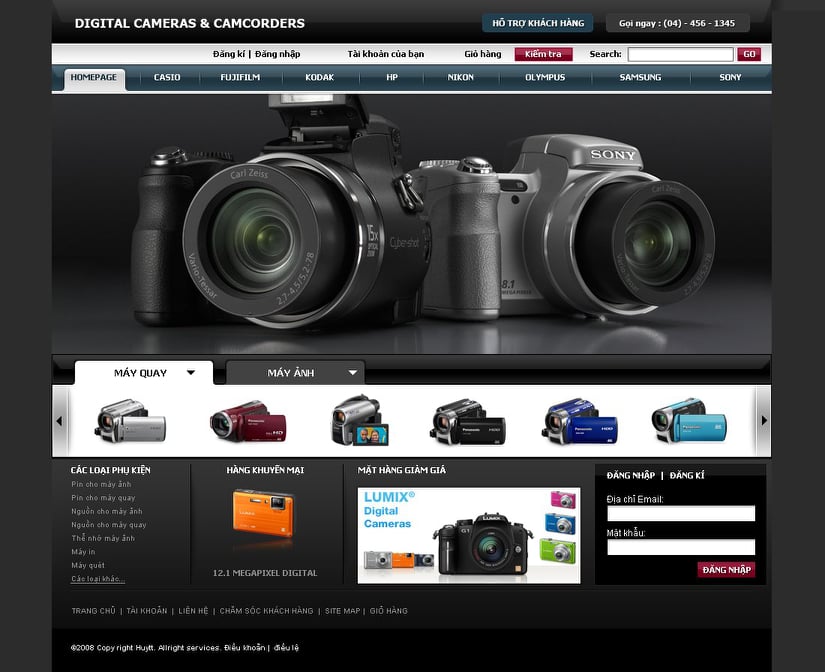 DIGITAL CAMERAS & CAMCORDERS
HỖ TRỢ KHÁCH HÀNG
Gọi ngay : (04) - 456 - 1345
Đăng kí | Đăng nhập
Tài khoản của bạn
Giỏ hàng
Kiểm tra
Search:
GO
HOMEPAGE
CASIO
FUJIFILM
KODAK
HP
NIKON
OLYMPUS
SAMSUNG
SONY
Carl Zeiss
Vario-Tessar
2,7-4,5/5,2-78
15x
OPTICAL
ZOOM
Cyber-shot
SONY
8.1
MEGA PIXELS
Carl Zeiss
Vario-Tessar
MÁY QUAY
MÁY ẢNH
CÁC LOẠI PHỤ KIỆN
Pin cho máy ảnh
Pin cho máy quay
Nguồn cho máy ảnh
Nguồn cho máy quay
Thẻ nhớ máy ảnh
Máy in
Máy quét
Các loại khác...
HÀNG KHUYẾN MẠI
12.1 MEGAPIXEL DIGITAL
MẶT HÀNG GIẢM GIÁ
LUMIX®
Digital
Cameras
LUMIX
G1
ĐĂNG NHẬP | ĐĂNG KÍ
Địa chỉ Email:
Mật khẩu:
ĐĂNG NHẬP
TRANG CHỦ | TÀI KHOẢN | LIÊN HỆ | CHĂM SÓC KHÁCH HÀNG | SITE MAP | GIỎ HÀNG
©2008 Copy right Huytt. Allright services. Điều khoản | điều lệ